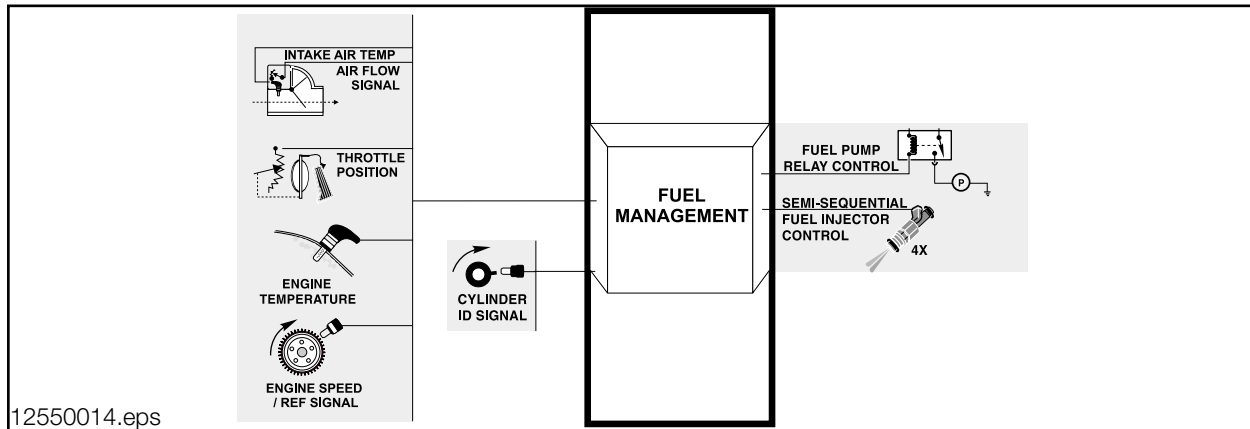 INTAKE AIR TEMP
AIR FLOW
SIGNAL
THROTTLE
POSITION
ENGINE
TEMPERATURE
ENGINE SPEED
/ REF SIGNAL
CYLINDER
ID SIGNAL
FUEL
MANAGEMENT
FUEL PUMP
RELAY CONTROL
P
SEMI-SEQUENTIAL
FUEL INJECTOR
CONTROL
4X
12550014.eps